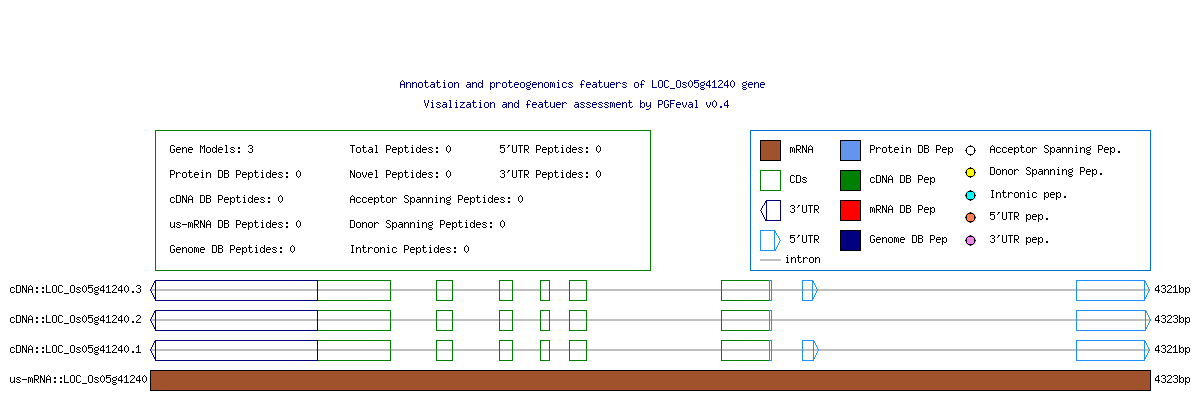 Annotation and proteogenomics featuers of LOC_Os05g41240 gene
Visalization and featuer assessment by PGFeval v0.4
Gene Models: 3 Total Peptides: 0 5'UTR Peptides: 0
Protein DB Peptides: 0 Novel Peptides: 0 3'UTR Peptides: 0
cDNA DB Peptides: 0 Acceptor Spanning Peptides: 0
us-mRNA DB Peptides: 0 Donor Spanning Peptides: 0
Genome DB Peptides: 0 Intronic Peptides: 0
mRNA Protein DB Pep Acceptor Spanning Pep.
CDs cDNA DB Pep Donor Spanning Pep.
3'UTR mRNA DB Pep Intronic pep.
5'UTR Genome DB Pep 5'UTR pep.
intron 3'UTR pep.
cDNA::LOC_Os05g41240.3 4321bp
cDNA::LOC_Os05g41240.2 4323bp
cDNA::LOC_Os05g41240.1 4321bp
us-mRNA::LOC_Os05g41240 4323bp